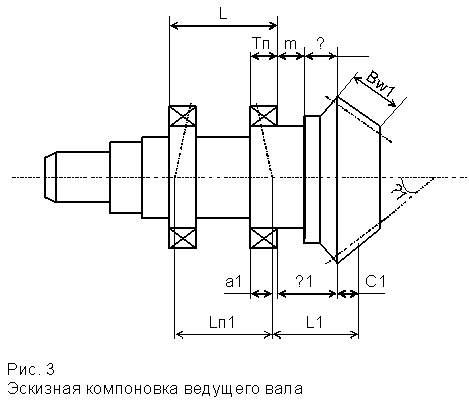 L
Tп
m
?
Bw1
a1
?1
C1
Lп1
L1
Рис. 3
Эскизная компоновка ведущего вала